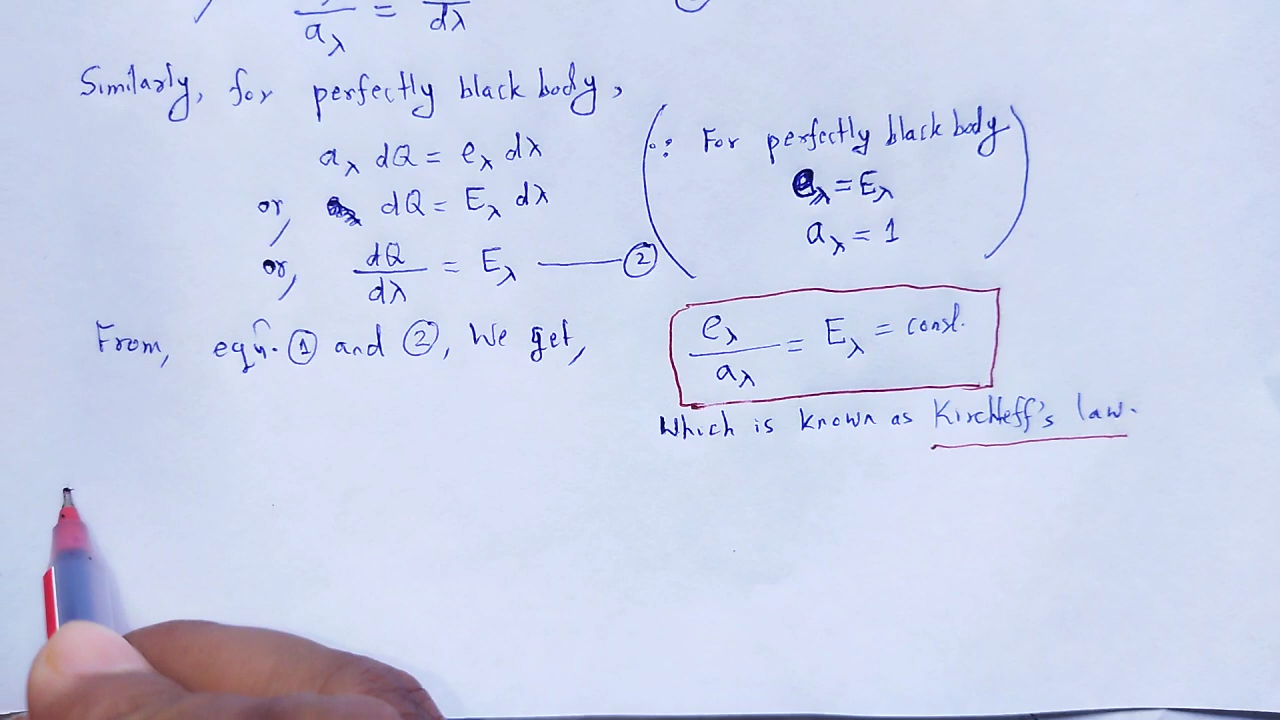 / aλ = dλ
Similarly, for perfectly black body,
aλ dQ = eλ dλ
or, dQ = Eλ dλ
or, dQ/dλ = Eλ —— ②
(∵ For perfectly black body
eλ = Eλ
aλ = 1)
From, eqn. ① and ②, We get,
eλ/aλ = Eλ = const.
Which is known as Kirchteff's law.